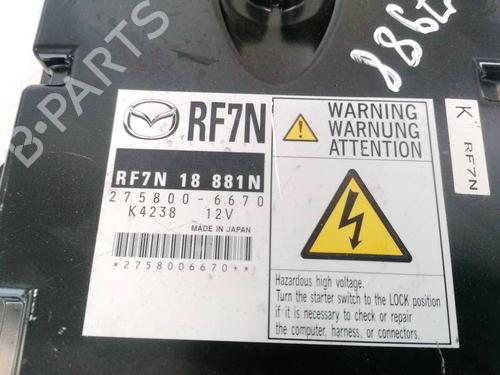 B-PARTS
RF7N
RF7N 18 881N
275800-6670
K4238 12V
MADE IN JAPAN
*2758006670**
WARNING
WARNUNG
ATTENTION
Hazardous high voltage.
Turn the starter switch to the LOCK position
if it is necessary to check or repair
the computer, harness, or connectors.
K RF7N